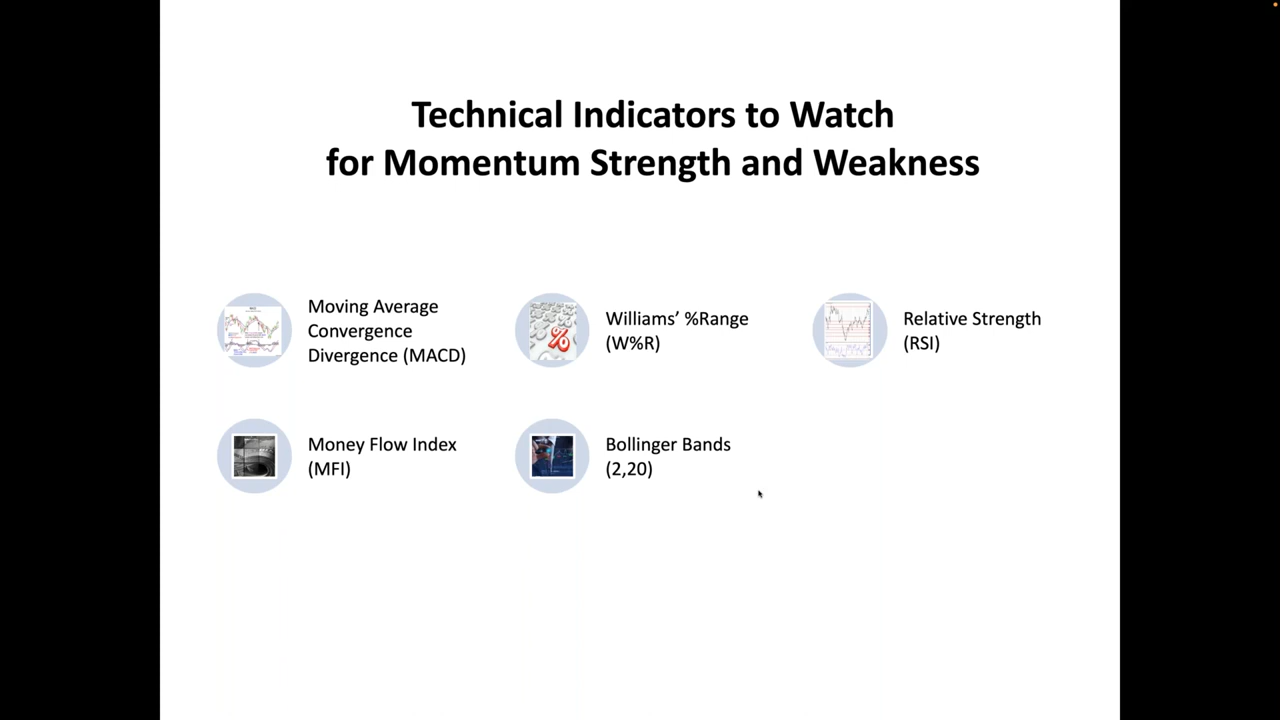 Technical Indicators to Watch
for Momentum Strength and Weakness
Moving Average
Convergence
Divergence (MACD)
Williams’ %Range
(W%R)
Relative Strength
(RSI)
Money Flow Index
(MFI)
Bollinger Bands
(2,20)